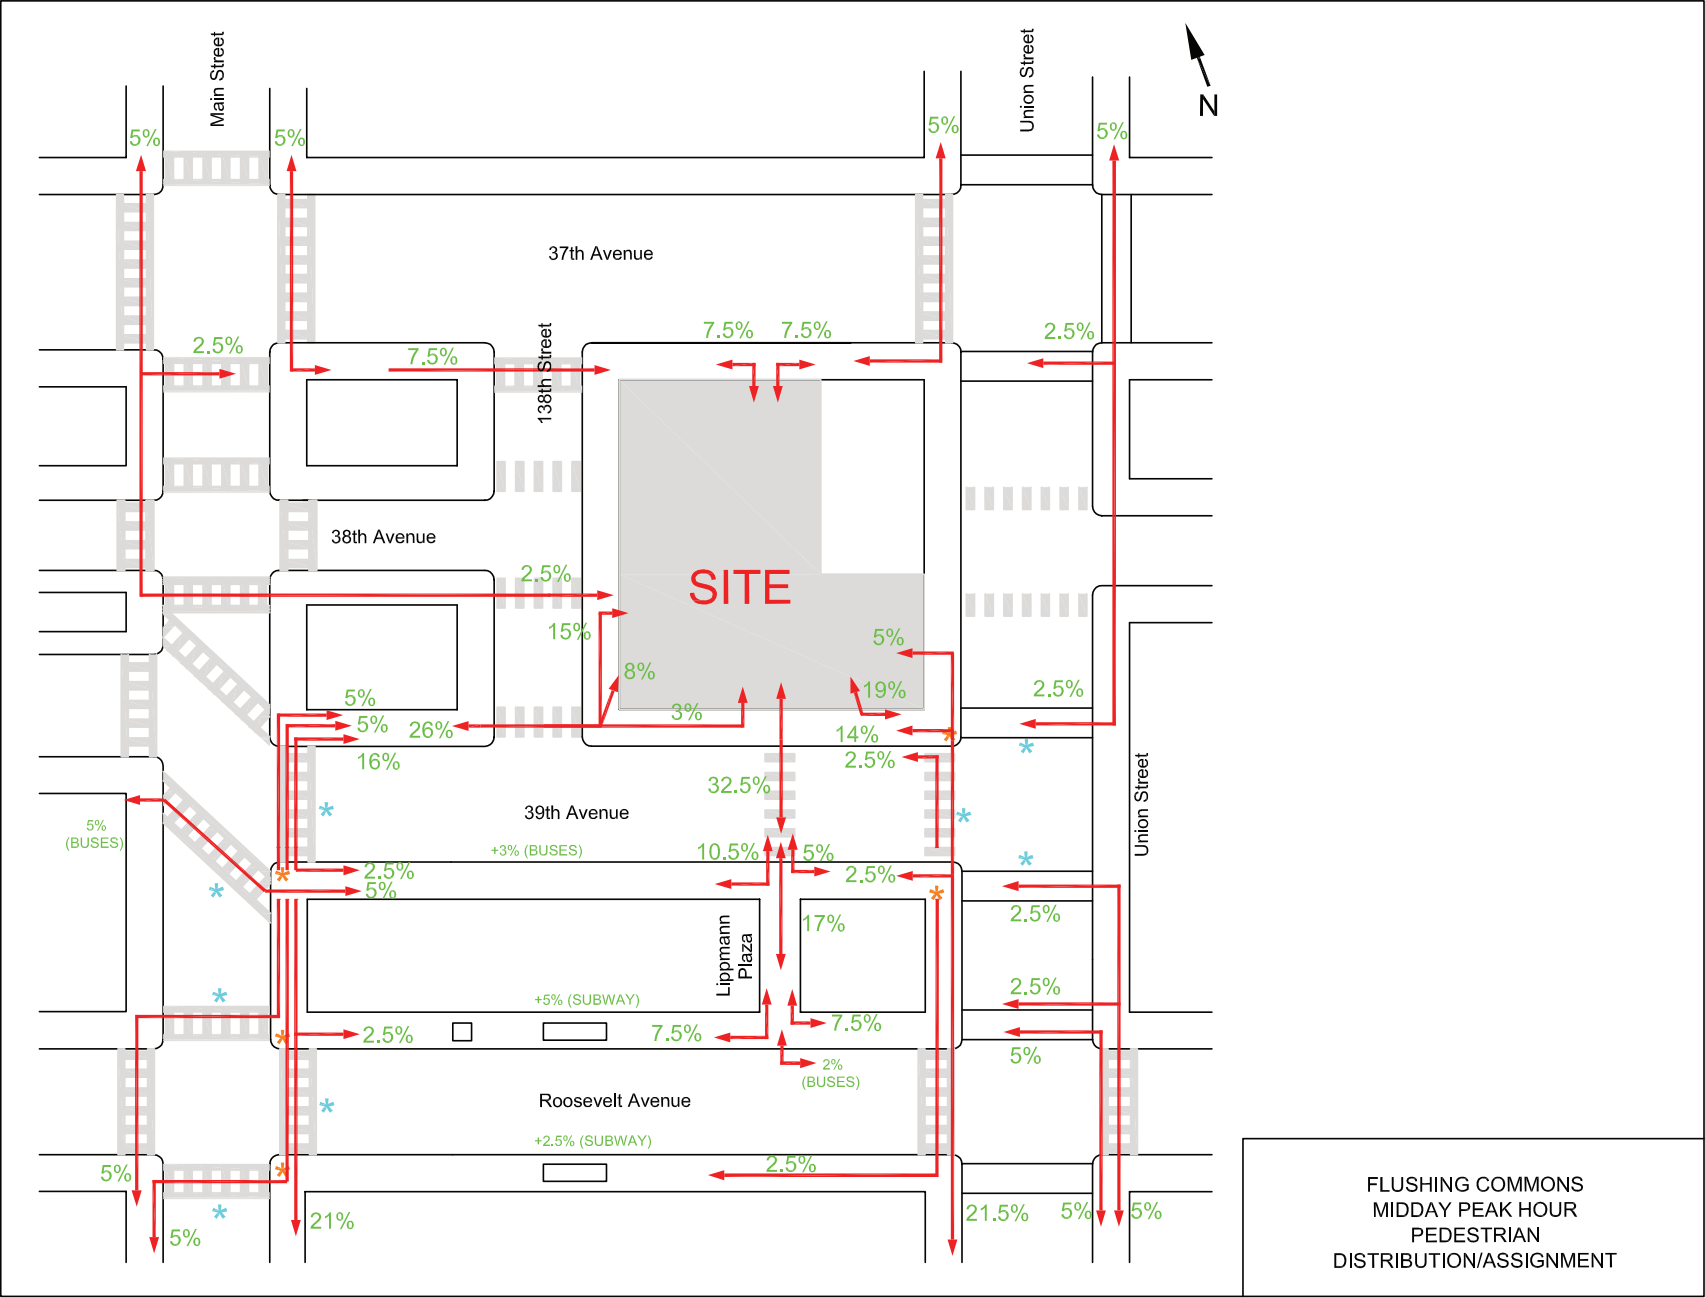 Main Street
Union Street
N
5%
5%
5%
5%
37th Avenue
2.5%
7.5%
138th Street
7.5%
7.5%
2.5%
38th Avenue
2.5%
SITE
15%
8%
5%
19%
2.5%
5%
5%
26%
3%
14%
16%
2.5%
32.5%
39th Avenue
Union Street
5%
(BUSES)
+3% (BUSES)
10.5%
5%
2.5%
2.5%
5%
2.5%
17%
Lippmann
Plaza
2.5%
+5% (SUBWAY)
2.5%
7.5%
7.5%
5%
2%
(BUSES)
Roosevelt Avenue
+2.5% (SUBWAY)
2.5%
5%
5%
21%
21.5%
5%
5%
FLUSHING COMMONS
MIDDAY PEAK HOUR
PEDESTRIAN
DISTRIBUTION/ASSIGNMENT